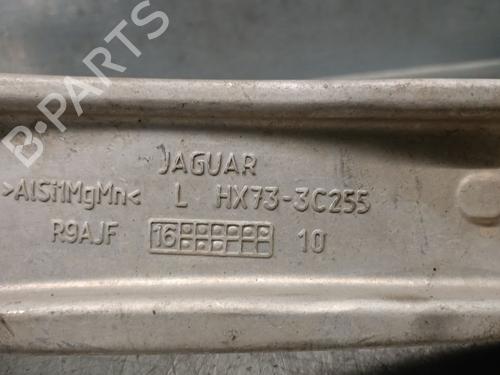 B-PARTS
JAGUAR
>AlSi1MgMn< L HX73-3C255
R9AJF 16 10